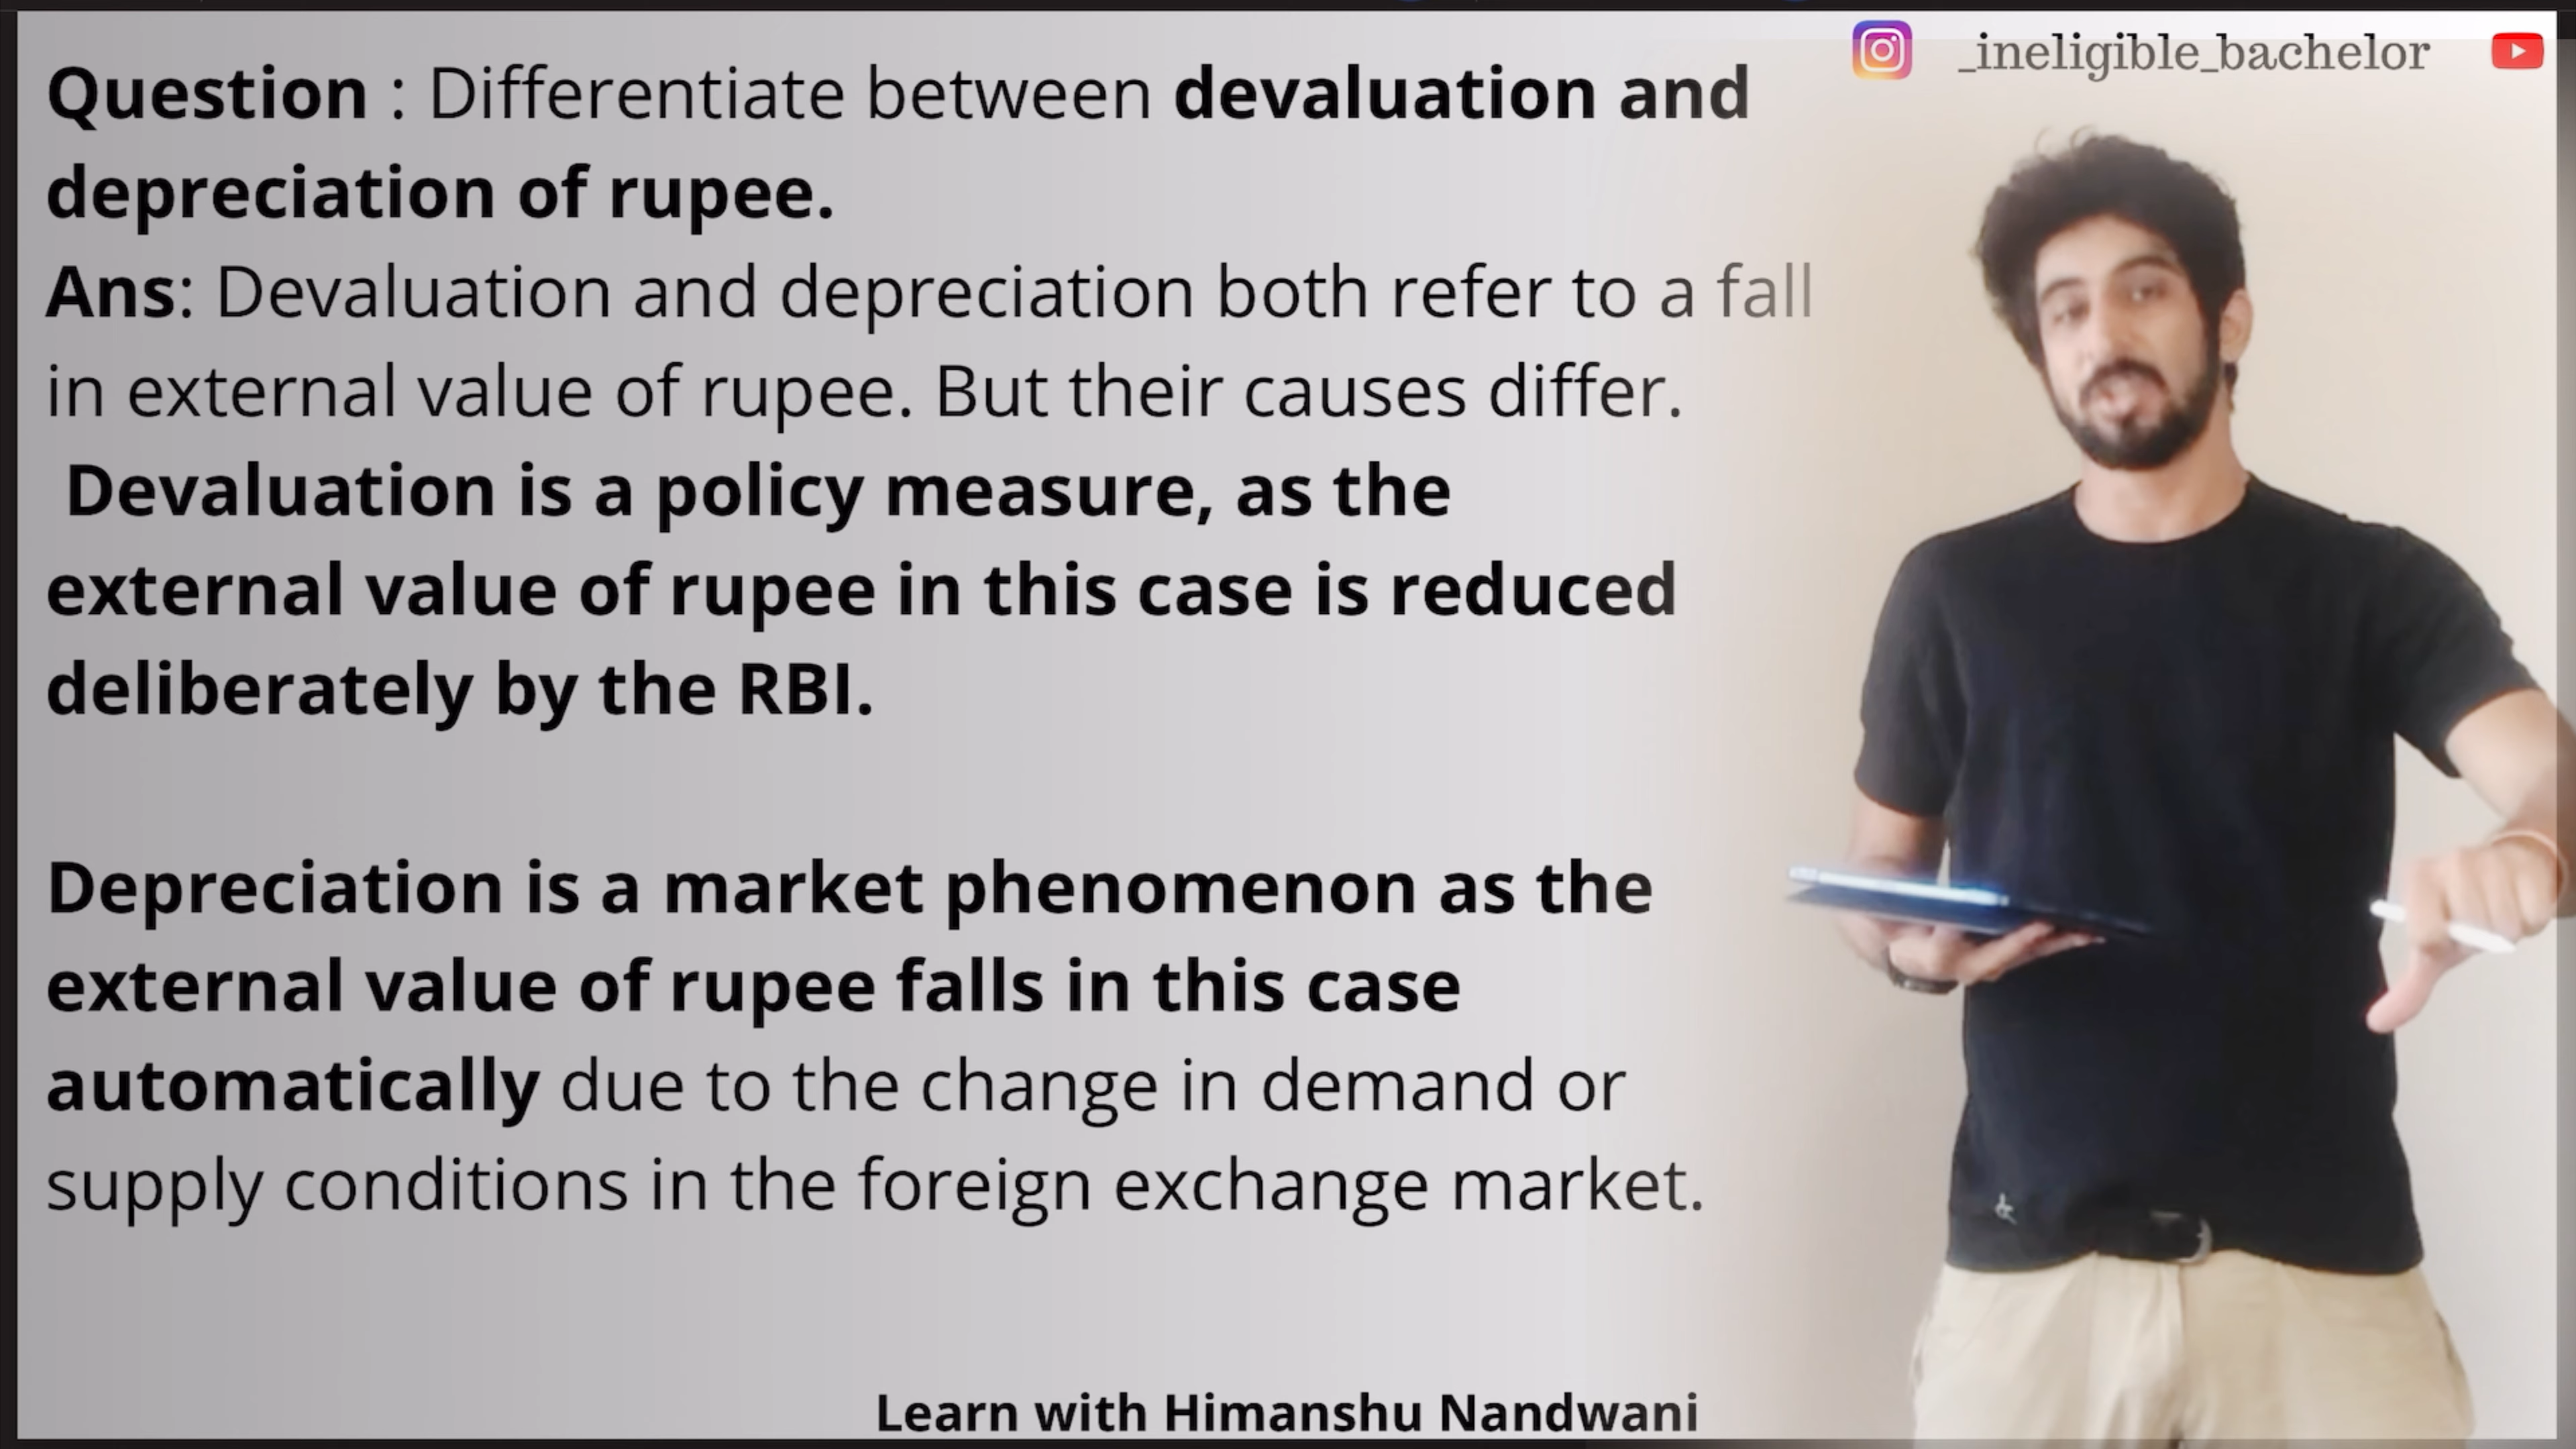 _ineligible_bachelor
Question : Differentiate between devaluation and
depreciation of rupee.
Ans: Devaluation and depreciation both refer to a fall
in external value of rupee. But their causes differ.
Devaluation is a policy measure, as the
external value of rupee in this case is reduced
deliberately by the RBI.
Depreciation is a market phenomenon as the
external value of rupee falls in this case
automatically due to the change in demand or
supply conditions in the foreign exchange market.
Learn with Himanshu Nandwani